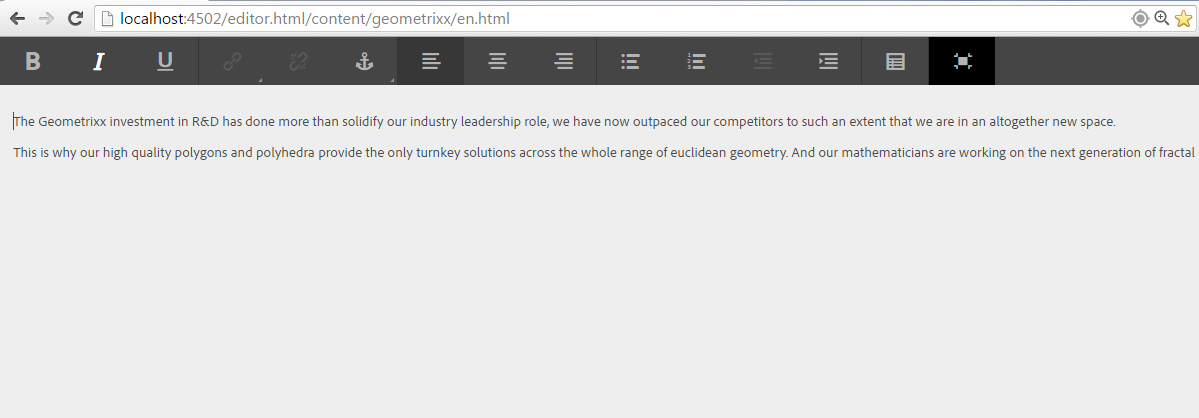 localhost:4502/editor.html/content/geometrixx/en.html
B I U
1 2 3
The Geometrixx investment in R&D has done more than solidify our industry leadership role, we have now outpaced our competitors to such an extent that we are in an altogether new space.
This is why our high quality polygons and polyhedra provide the only turnkey solutions across the whole range of euclidean geometry. And our mathematicians are working on the next generation of fractal